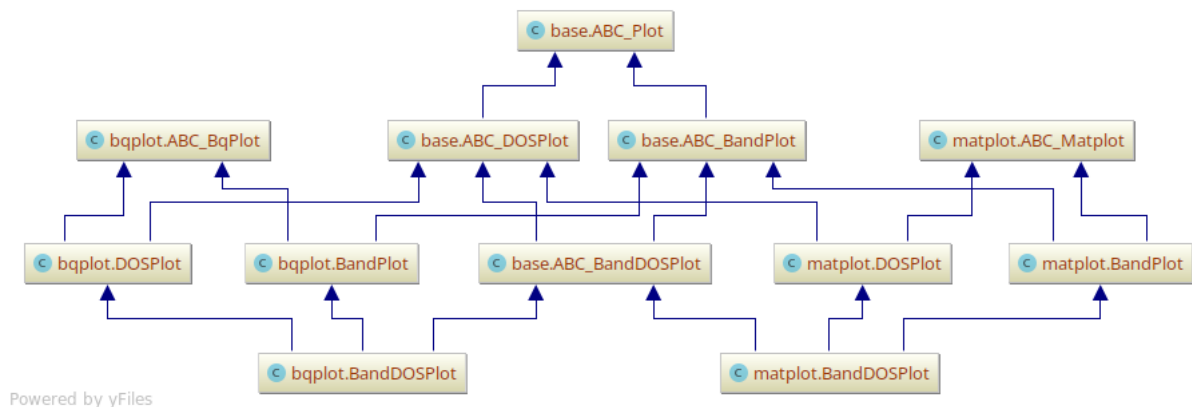 C base.ABC_Plot
C bqplot.ABC_BqPlot
C base.ABC_DOSPlot
C base.ABC_BandPlot
C matplot.ABC_Matplot
C bqplot.DOSPlot
C bqplot.BandPlot
C base.ABC_BandDOSPlot
C matplot.DOSPlot
C matplot.BandPlot
C bqplot.BandDOSPlot
C matplot.BandDOSPlot
Powered by yFiles